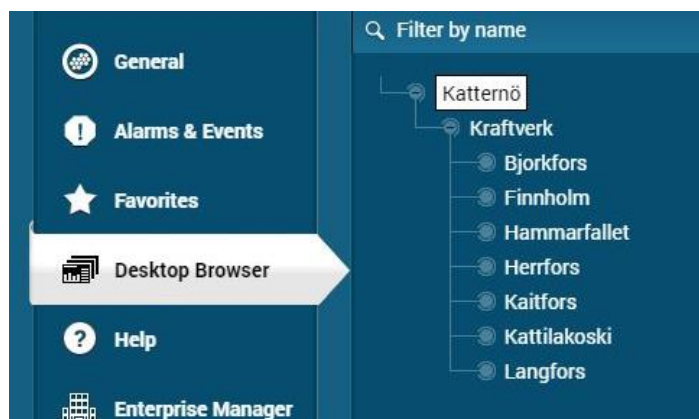 General
Alarms & Events
Favorites
Desktop Browser
Help
Enterprise Manager
Filter by name
Katternö
Kraftverk
Bjorkfors
Finnholm
Hammarfallet
Herrfors
Kaitfors
Kattilakoski
Langfors